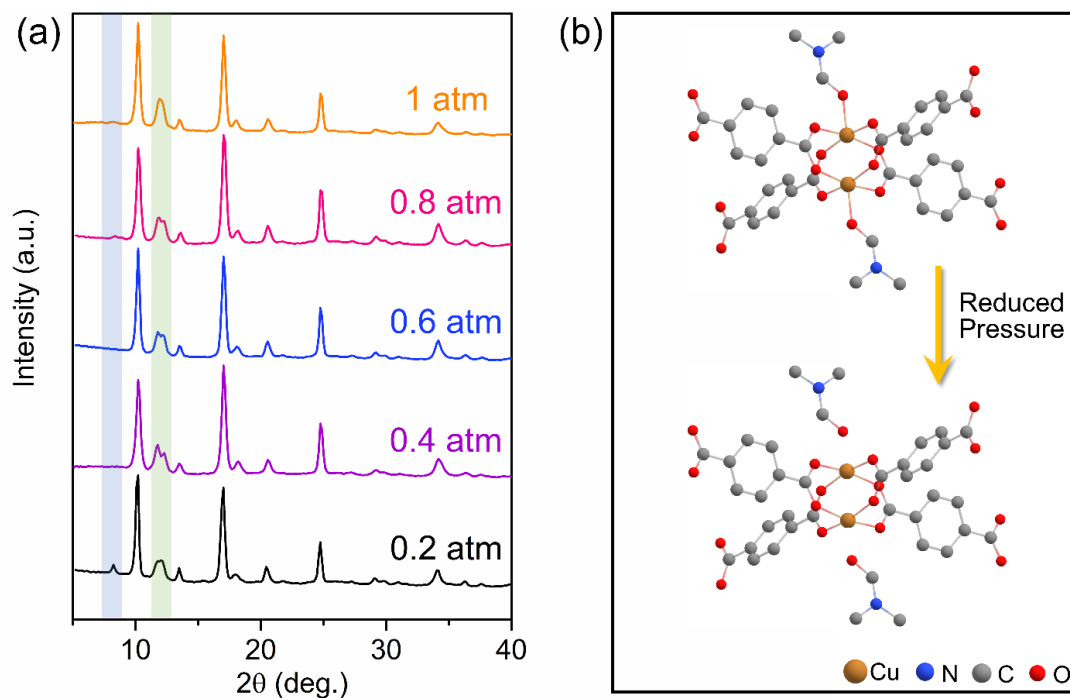 (a)
Intensity (a.u.)
1 atm
0.8 atm
0.6 atm
0.4 atm
0.2 atm
10 20 30 40
2θ (deg.)
(b)
Reduced
Pressure
Cu N C O